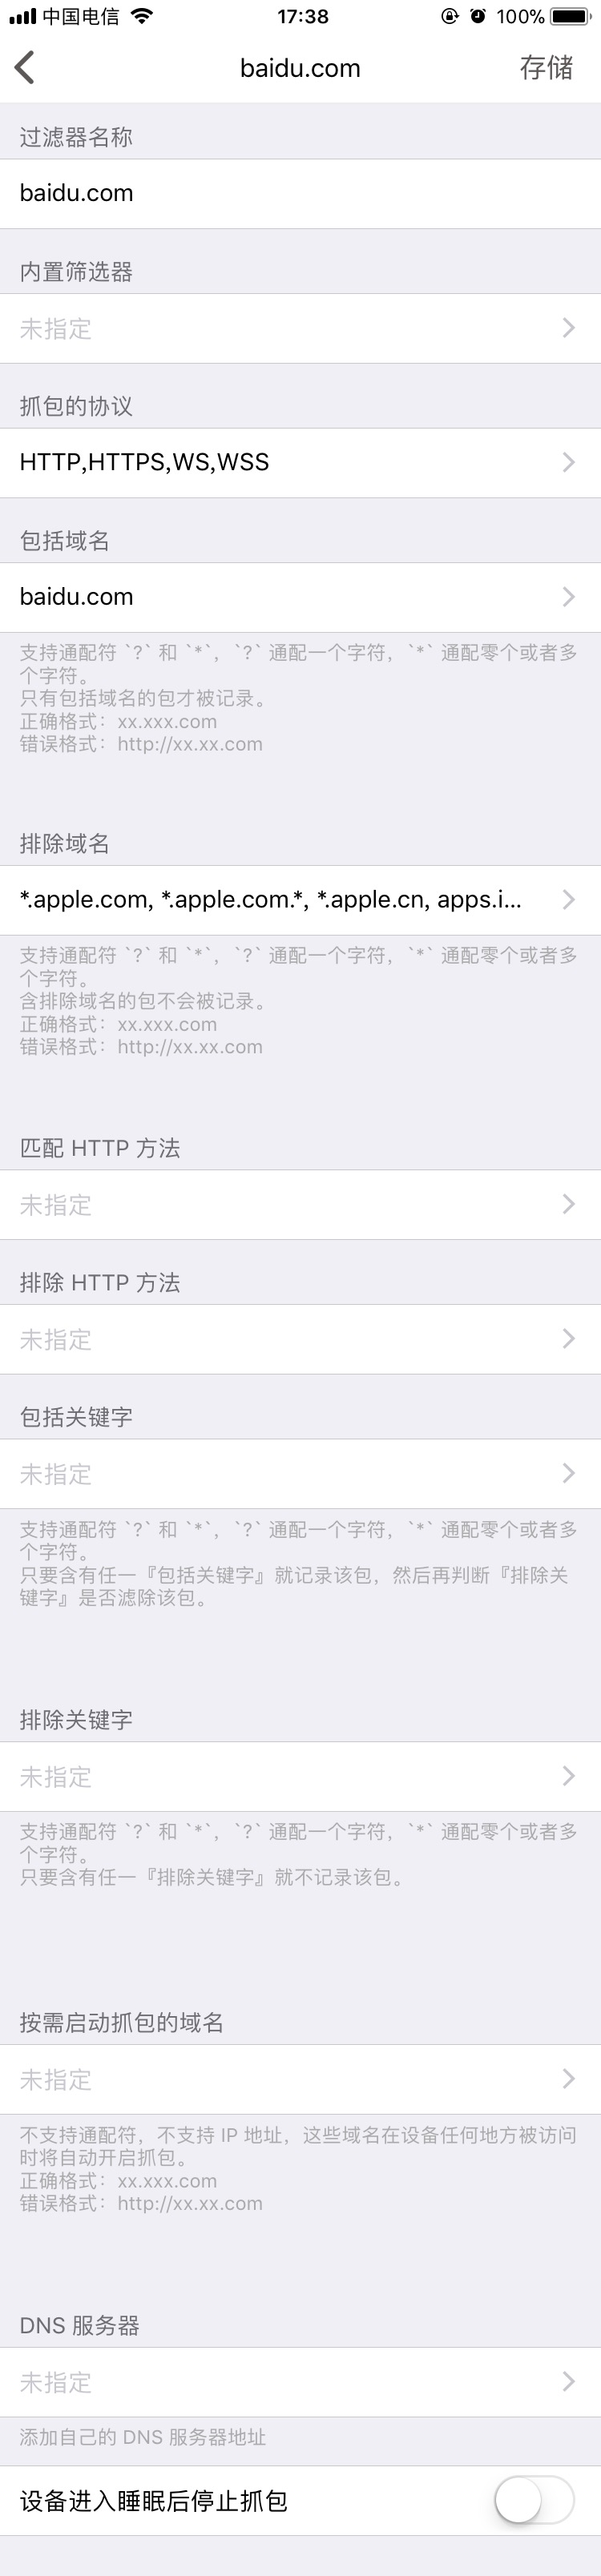 中国电信 17:38 100%
baidu.com 存储
过滤器名称
baidu.com
内置筛选器
未指定
抓包的协议
HTTP,HTTPS,WS,WSS
包括域名
baidu.com
支持通配符 `?` 和 `*`，`?` 通配一个字符，`*` 通配零个或者多
个字符。
只有包括域名的包才被记录。
正确格式：xx.xxx.com
错误格式：http://xx.xx.com
排除域名
*.apple.com, *.apple.com.*, *.apple.cn, apps.i...
支持通配符 `?` 和 `*`，`?` 通配一个字符，`*` 通配零个或者多
个字符。
含排除域名的包不会被记录。
正确格式：xx.xxx.com
错误格式：http://xx.xx.com
匹配 HTTP 方法
未指定
排除 HTTP 方法
未指定
包括关键字
未指定
支持通配符 `?` 和 `*`，`?` 通配一个字符，`*` 通配零个或者多
个字符。
只要含有任一『包括关键字』就记录该包，然后再判断『排除关
键字』是否滤除该包。
排除关键字
未指定
支持通配符 `?` 和 `*`，`?` 通配一个字符，`*` 通配零个或者多
个字符。
只要含有任一『排除关键字』就不记录该包。
按需启动抓包的域名
未指定
不支持通配符，不支持 IP 地址，这些域名在设备任何地方被访问
时将自动开启抓包。
正确格式：xx.xxx.com
错误格式：http://xx.xx.com
DNS 服务器
未指定
添加自己的 DNS 服务器地址
设备进入睡眠后停止抓包